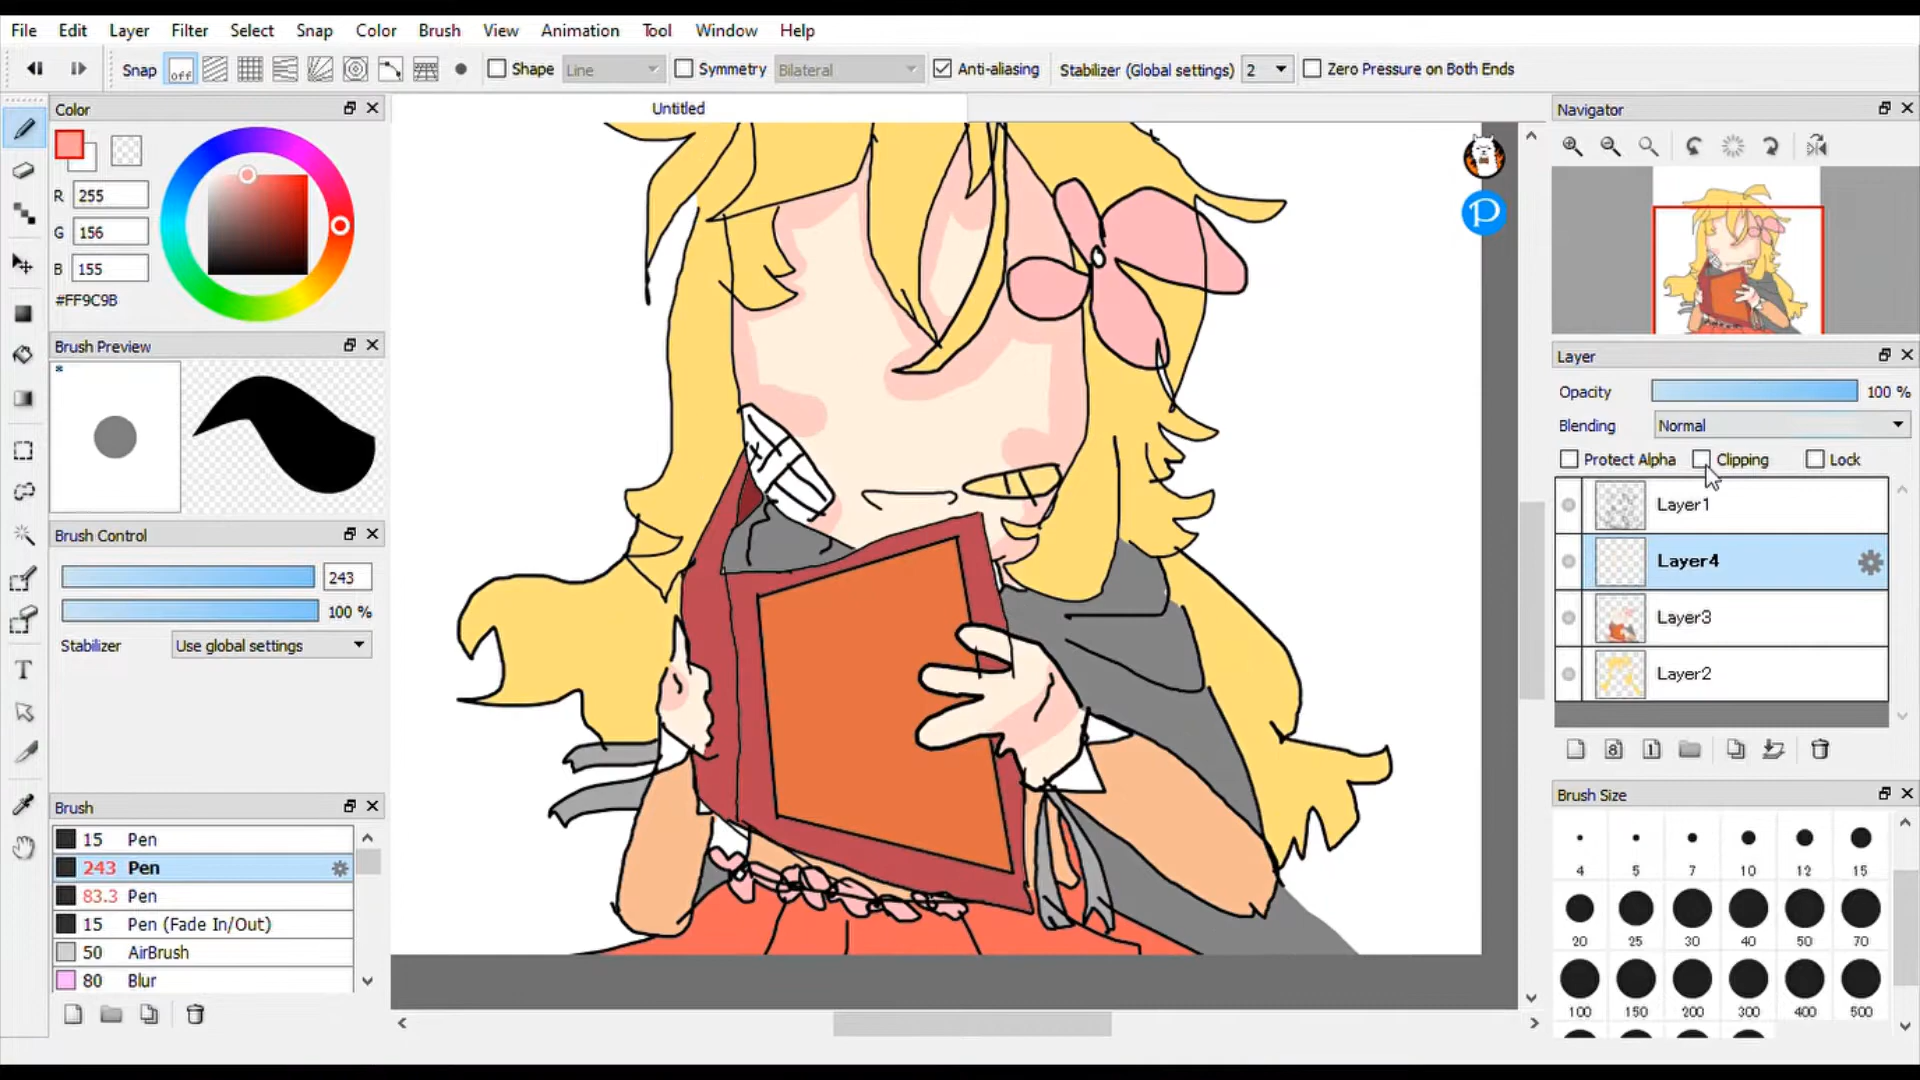 File Edit Layer Filter Select Snap Color Brush View Animation Tool Window Help
Snap off Shape Line Symmetry Bilateral Anti-aliasing Stabilizer (Global settings) 2 Zero Pressure on Both Ends
Color
Untitled
Navigator
R 255
G 156
B 155
#FF9C9B
P
Brush Preview
Layer
Opacity 100 %
Blending Normal
Protect Alpha Clipping Lock
Layer1
Layer4
Layer3
Layer2
Brush Control
243
100 %
Stabilizer Use global settings
T
8 1
Brush
15 Pen
243 Pen
83.3 Pen
15 Pen (Fade In/Out)
50 AirBrush
80 Blur
Brush Size
4 5 7 10 12 15
20 25 30 40 50 70
100 150 200 300 400 500